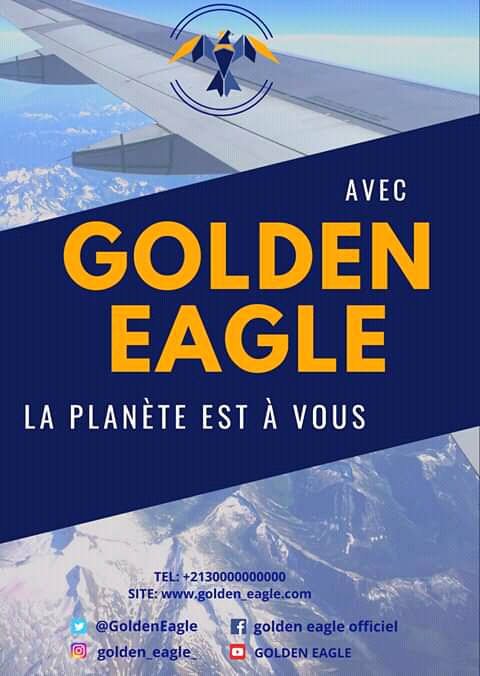 AVEC
GOLDEN
EAGLE
LA PLANÈTE EST À VOUS
TEL: +2130000000000
SITE: www.golden_eagle.com
@GoldenEagle golden eagle officiel
golden_eagle_ GOLDEN EAGLE